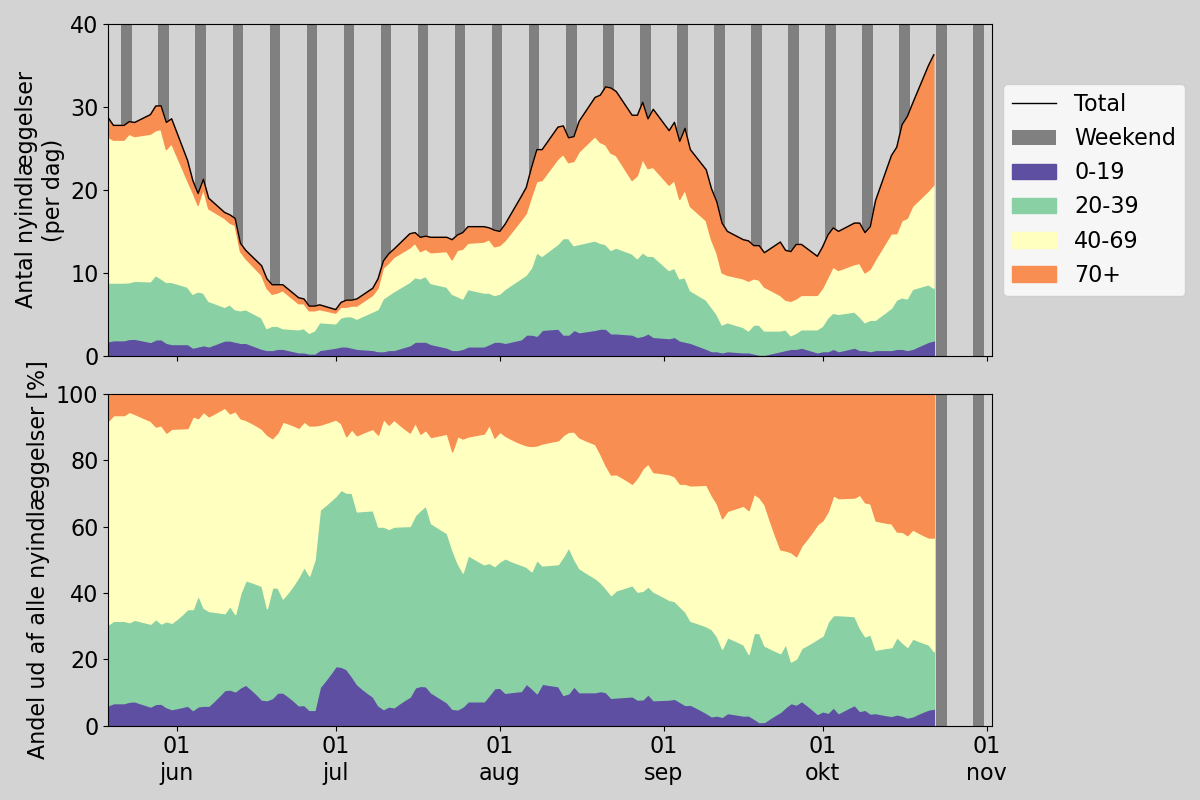 Antal nyindlæggelser
(per dag)
40
30
20
10
0
Total
Weekend
0-19
20-39
40-69
70+
Andel ud af alle nyindlæggelser [%]
100
80
60
40
20
0
01 01 01 01 01 01
jun jul aug sep okt nov